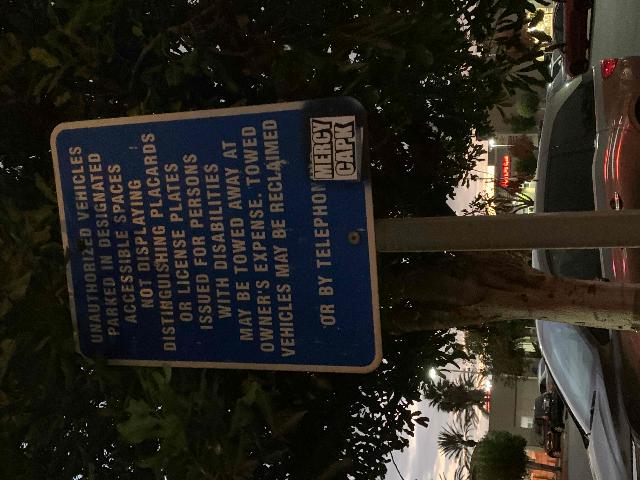 UNAUTHORIZED VEHICLES
PARKED IN DESIGNATED
ACCESSIBLE SPACES
NOT DISPLAYING
DISTINGUISHING PLACARDS
OR LICENSE PLATES
ISSUED FOR PERSONS
WITH DISABILITIES
MAY BE TOWED AWAY AT
OWNER'S EXPENSE. TOWED
VEHICLES MAY BE RECLAIMED
OR BY TELEPHON
MERCY
CAPK